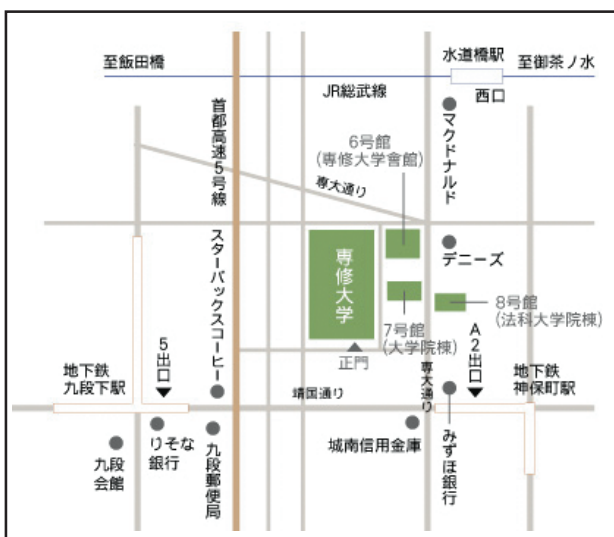 至飯田橋
水道橋駅
至御茶ノ水
JR総武線
西口
首都高速5号線
マクドナルド
6号館
(専修大学會館)
専大通り
スターバックスコーヒー
専修大学
デニーズ
8号館
(法科大学院棟)
7号館
(大学院棟)
正門
専大通り
A2出口
5出口
地下鉄
九段下駅
地下鉄
神保町駅
靖国通り
りそな
銀行
九段
会館
九段郵便局
城南信用金庫
みずほ銀行